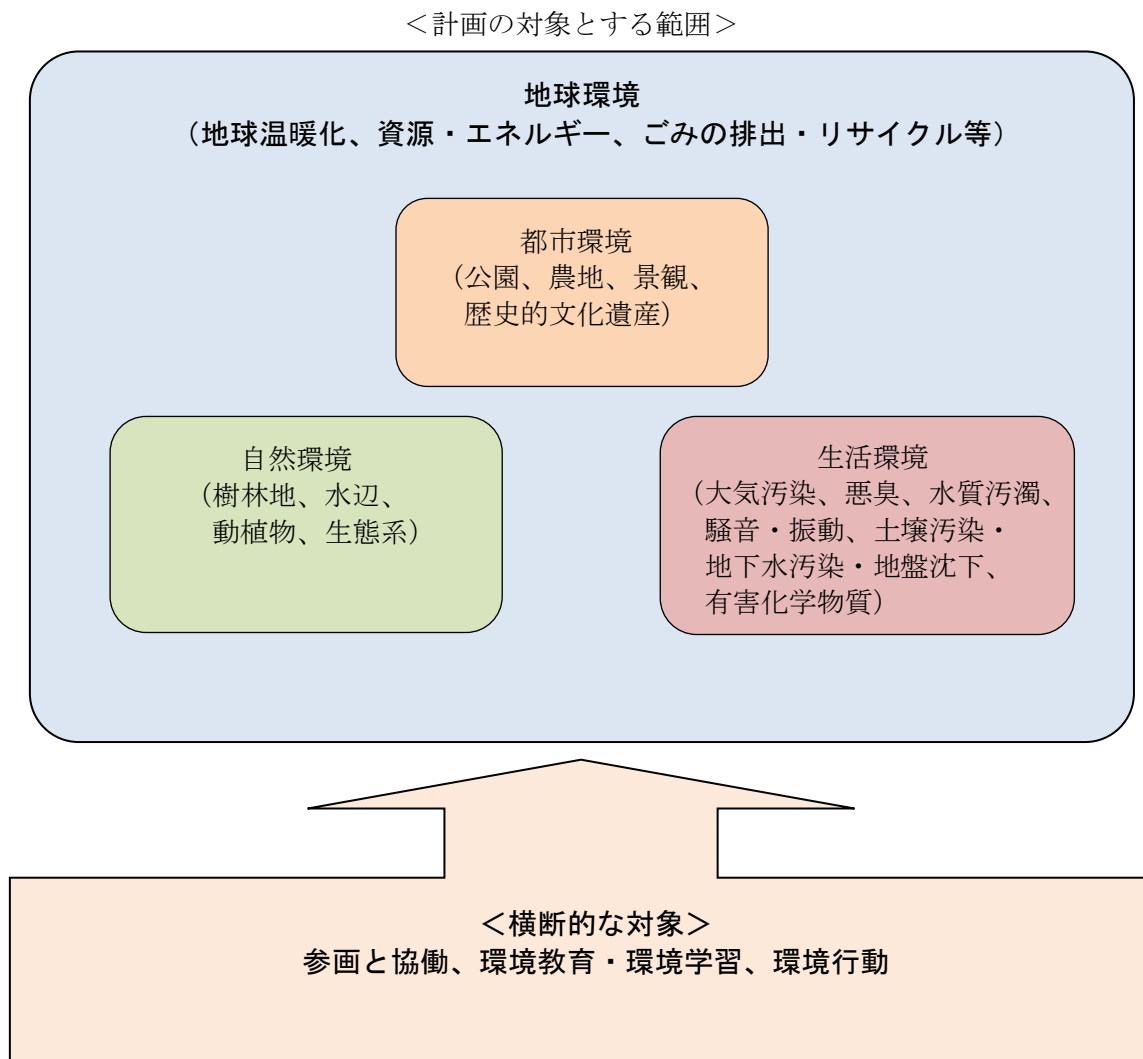 ＜計画の対象とする範囲＞
地球環境
（地球温暖化、資源・エネルギー、ごみの排出・リサイクル等）
都市環境
（公園、農地、景観、
歴史的文化遺産）
自然環境
（樹林地、水辺、
動植物、生態系）
生活環境
（大気汚染、悪臭、水質汚濁、
騒音・振動、土壌汚染・
地下水汚染・地盤沈下、
有害化学物質）
＜横断的な対象＞
参画と協働、環境教育・環境学習、環境行動